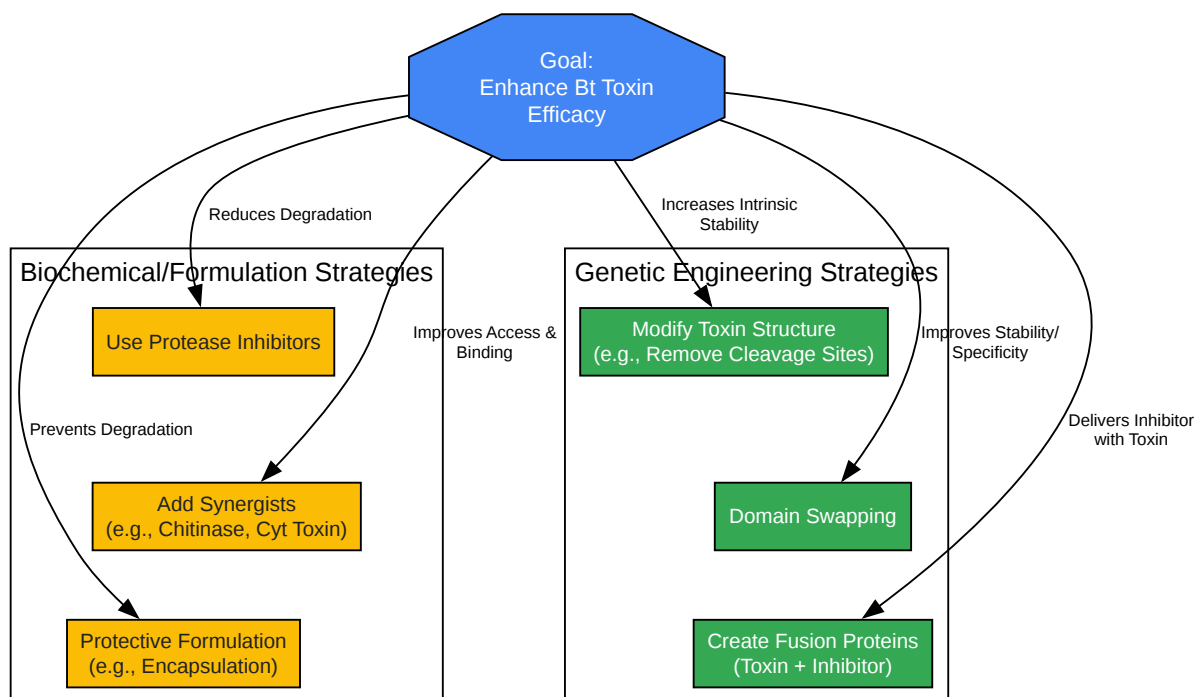 Goal:
Enhance Bt Toxin
Efficacy
Reduces Degradation
Increases Intrinsic
Stability
Biochemical/Formulation Strategies
Genetic Engineering Strategies
Use Protease Inhibitors
Improves Access &
Binding
Modify Toxin Structure
(e.g., Remove Cleavage Sites)
Improves Stability/
Specificity
Prevents Degradation
Delivers Inhibitor
with Toxin
Add Synergists
(e.g., Chitinase, Cyt Toxin)
Domain Swapping
Protective Formulation
(e.g., Encapsulation)
Create Fusion Proteins
(Toxin + Inhibitor)